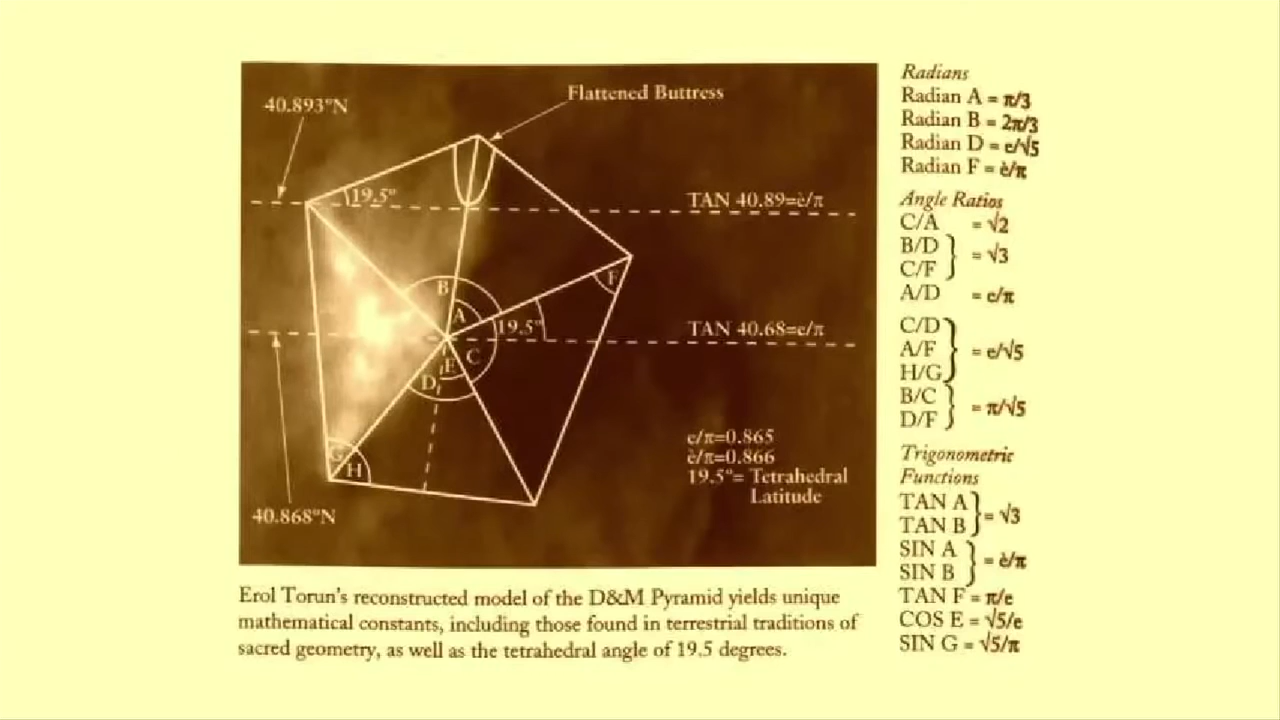 Flattened Buttress
40.893°N
19.5°
TAN 40.89=è/π
B
F
A
19.5°
TAN 40.68=e/π
C
E
D
G
H
e/π=0.865
è/π=0.866
19.5°= Tetrahedral
Latitude
40.868°N
Erol Torun's reconstructed model of the D&M Pyramid yields unique
mathematical constants, including those found in terrestrial traditions of
sacred geometry, as well as the tetrahedral angle of 19.5 degrees.
Radians
Radian A = π/3
Radian B = 2π/3
Radian D = e/√5
Radian F = è/π
Angle Ratios
C/A = √2
B/D
C/F } = √3
A/D = e/π
C/D
A/F } = e/√5
H/G
B/C
D/F } = π/√5
Trigonometric
Functions
TAN A
TAN B } = √3
SIN A
SIN B } = è/π
TAN F = π/e
COS E = √5/e
SIN G = √5/π